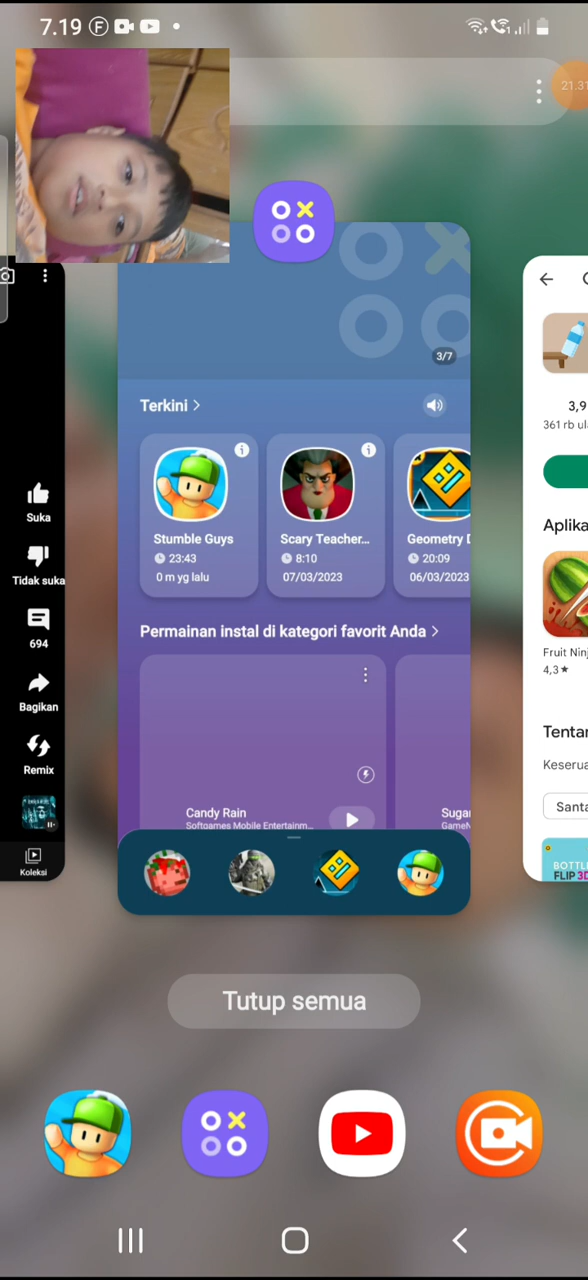 7.19
21.31
3/7
Terkini >
Stumble Guys
23:43
0 m yg lalu
Scary Teacher...
8:10
07/03/2023
Geometry D
20:09
06/03/2023
Permainan instal di kategori favorit Anda >
Candy Rain
Softgames Mobile Entertainm...
Sugar
GameN
Suka
Tidak suka
694
Bagikan
Remix
Koleksi
3,9
361 rb ul
Aplika
Fruit Ninj
4,3★
Tentan
Keserua
Santa
BOTTL
FLIP 3D
Tutup semua